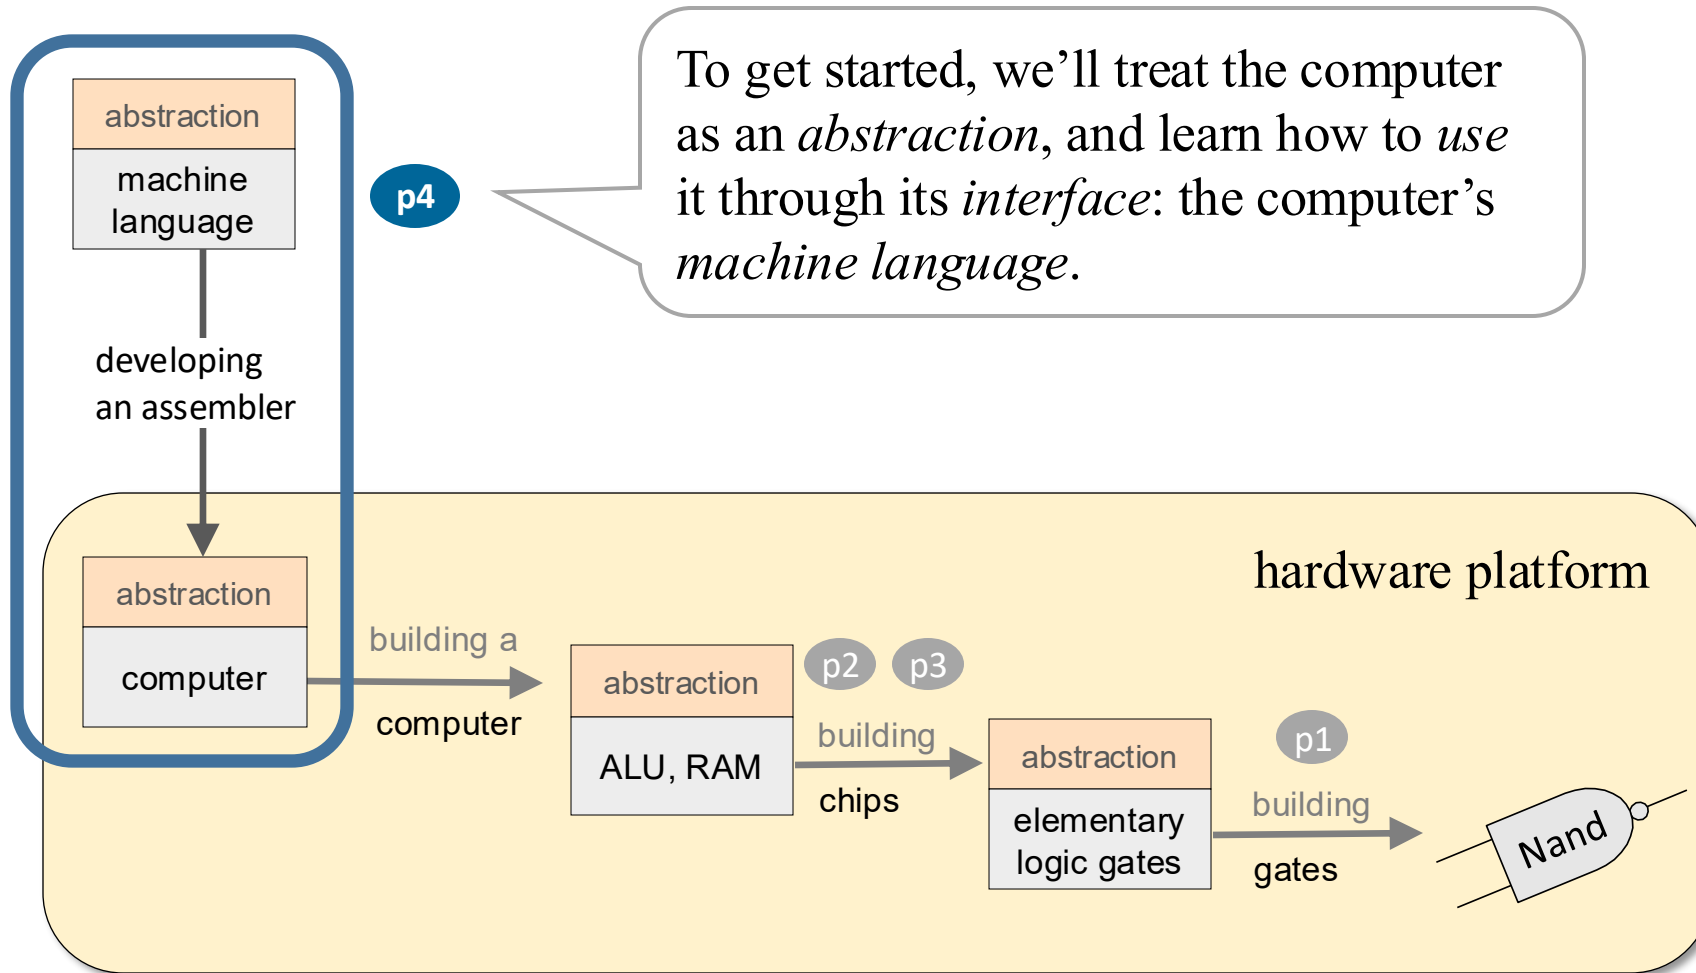 To get started, we’ll treat the computer
as an abstraction, and learn how to use
it through its interface: the computer’s
machine language.
abstraction
machine
language
p4
developing
an assembler
hardware platform
abstraction
computer
building a
computer
abstraction
ALU, RAM
p2
p3
building
chips
abstraction
elementary
logic gates
p1
building
gates
Nand